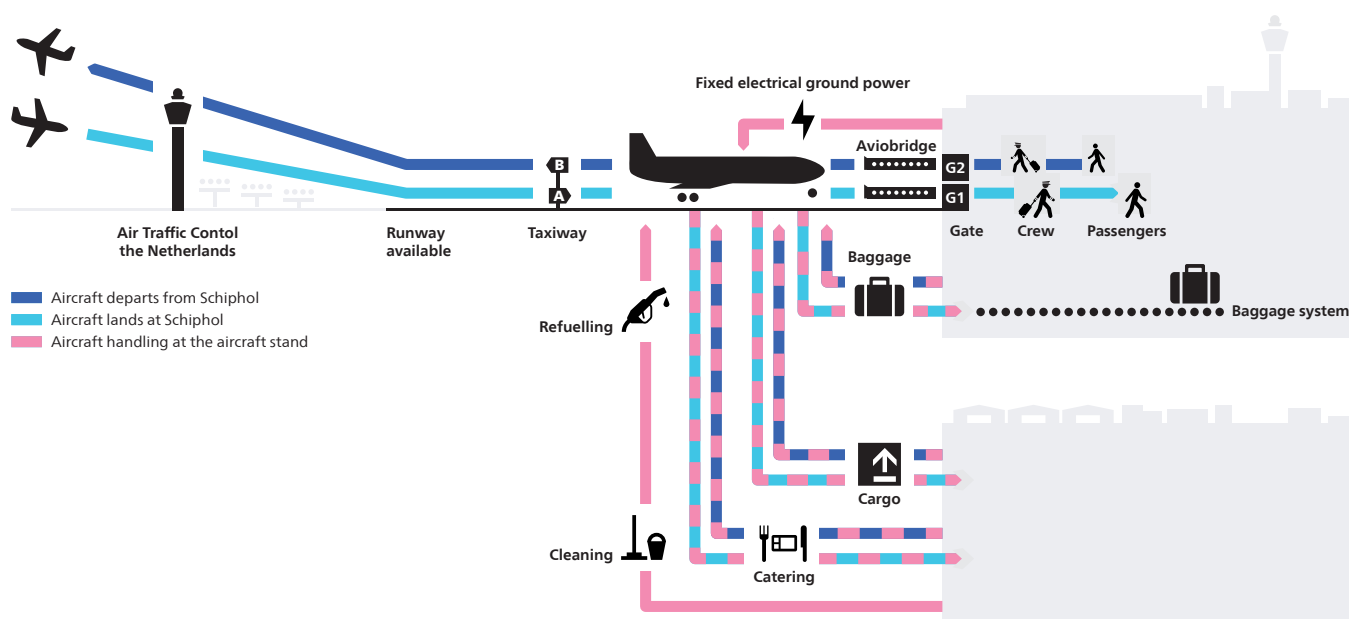 Fixed electrical ground power
Aviobridge
B
A
G2
G1
Air Traffic Contol
the Netherlands
Runway
available
Taxiway
Gate
Crew
Passengers
Baggage
Baggage system
Aircraft departs from Schiphol
Aircraft lands at Schiphol
Aircraft handling at the aircraft stand
Refuelling
Cargo
Cleaning
Catering